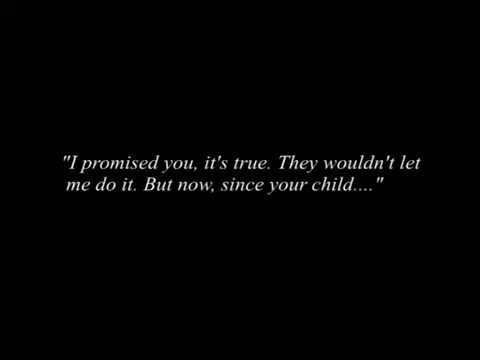 "I promised you, it's true. They wouldn't let
me do it. But now, since your child...."